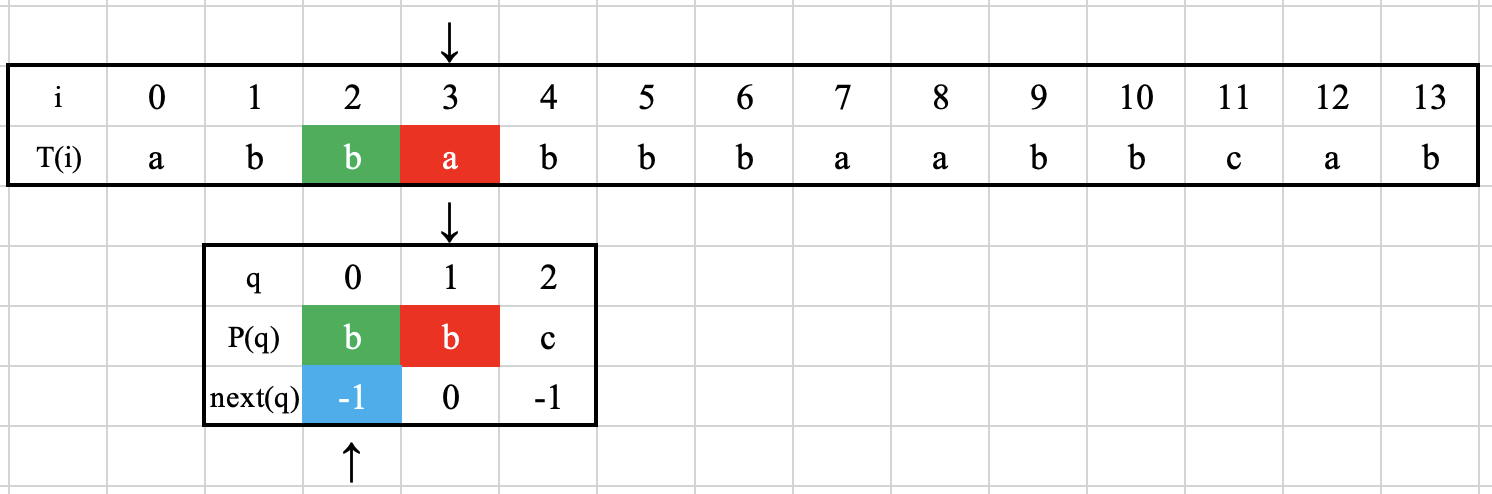 ↓
i 0 1 2 3 4 5 6 7 8 9 10 11 12 13
T(i) a b b a b b b a a b b c a b
↓
q 0 1 2
P(q) b b c
next(q) -1 0 -1
↑